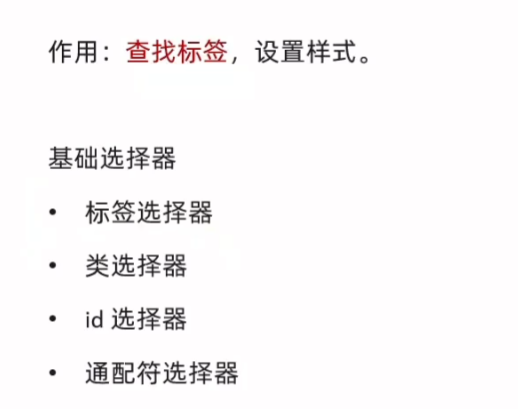 作用：查找标签，设置样式。
基础选择器
• 标签选择器
• 类选择器
• id 选择器
• 通配符选择器